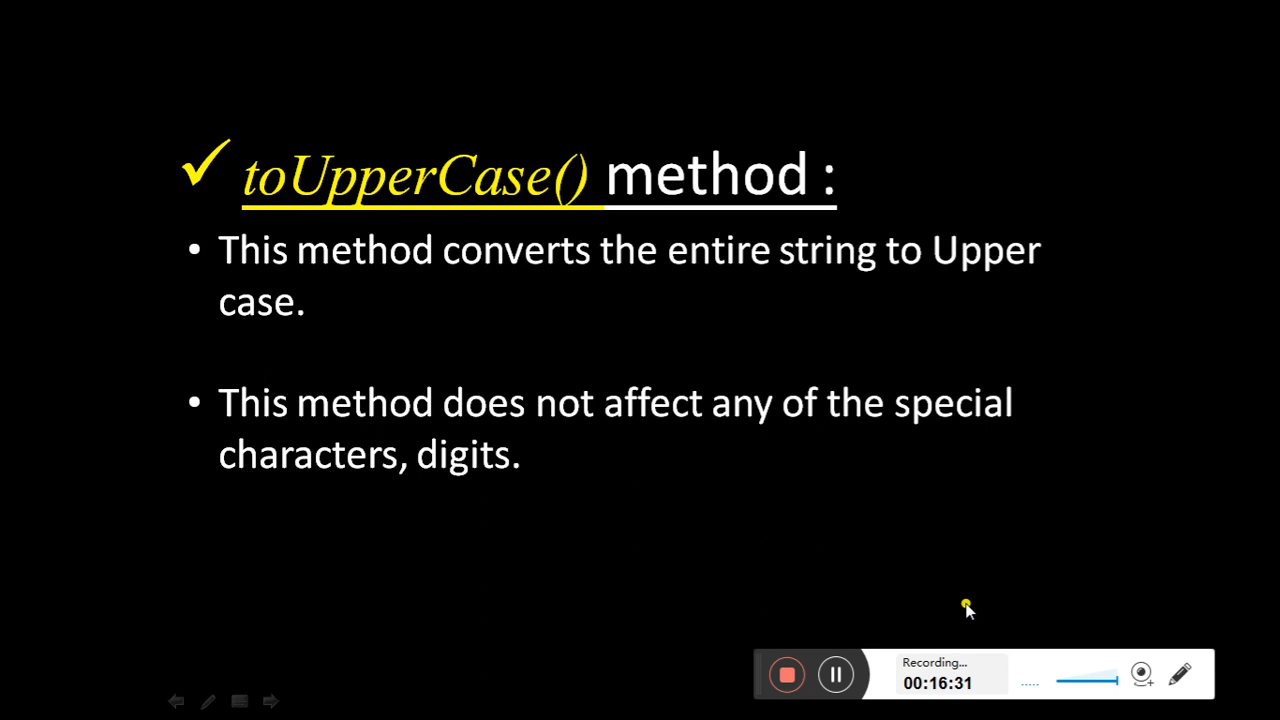 ✓ toUpperCase() method :
• This method converts the entire string to Upper
case.
• This method does not affect any of the special
characters, digits.
Recording...
00:16:31